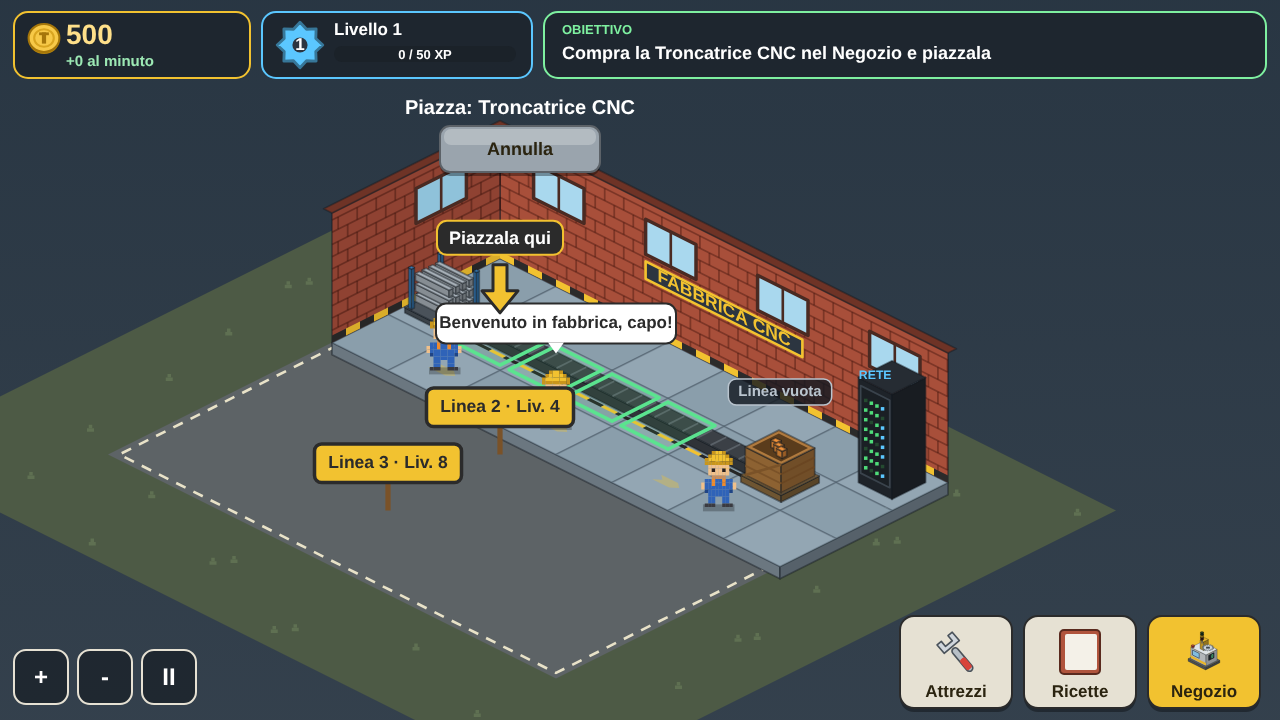 500
+0 al minuto
1
Livello 1
0 / 50 XP
OBIETTIVO
Compra la Troncatrice CNC nel Negozio e piazzala
Piazza: Troncatrice CNC
Annulla
Piazzala qui
FABBRICA CNC
Benvenuto in fabbrica, capo!
RETE
Linea vuota
Linea 2 · Liv. 4
Linea 3 · Liv. 8
+
-
Attrezzi
Ricette
Negozio